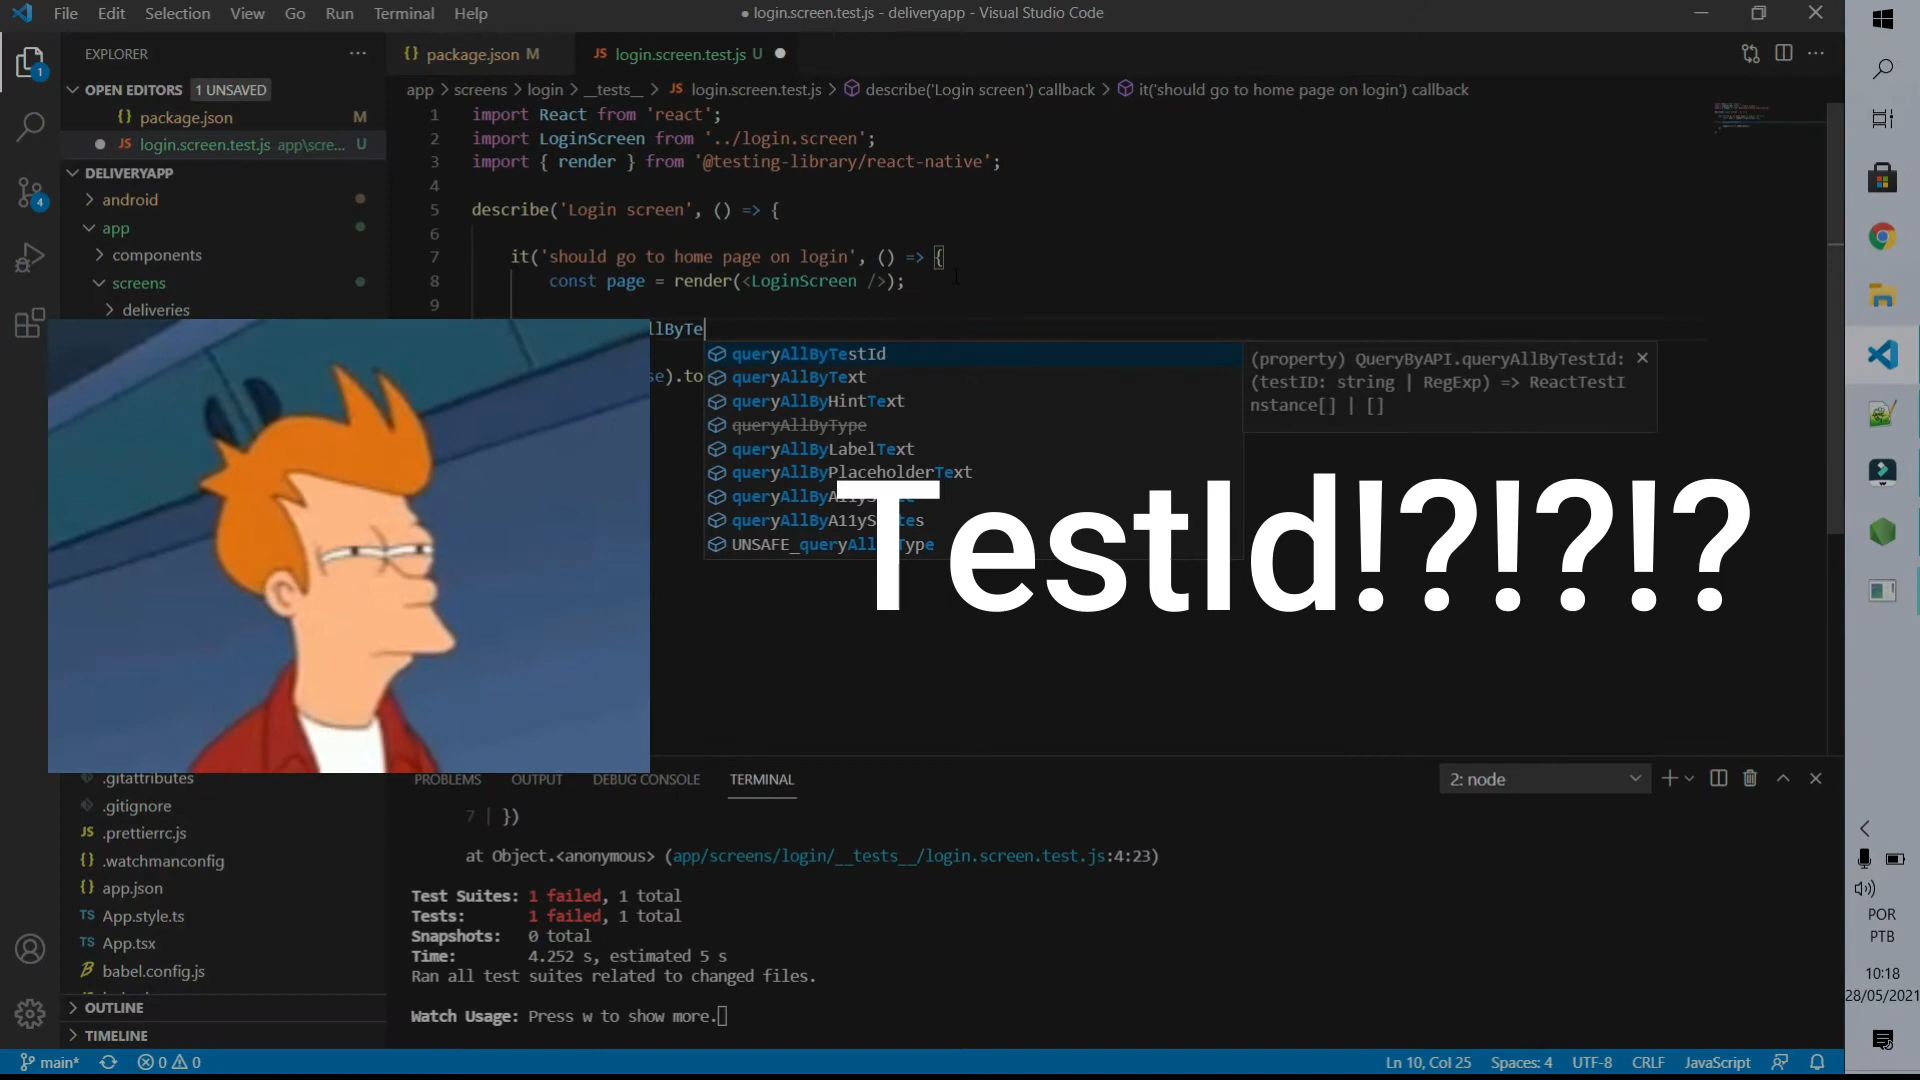 File Edit Selection View Go Run Terminal Help
● login.screen.test.js - deliveryapp - Visual Studio Code
EXPLORER
OPEN EDITORS 1 UNSAVED
package.json M
login.screen.test.js app\scre... U
DELIVERYAPP
android
app
components
screens
deliveries
.gitattributes
.gitignore
.prettierrc.js
.watchmanconfig
app.json
App.style.ts
App.tsx
babel.config.js
OUTLINE
TIMELINE
package.json M
login.screen.test.js U
app > screens > login > __tests__ > JS login.screen.test.js > describe('Login screen') callback > it('should go to home page on login') callback
1 import React from 'react';
2 import LoginScreen from '../login.screen';
3 import { render } from '@testing-library/react-native';
4
5 describe('Login screen', () => {
6
7 it('should go to home page on login', () => {
8 const page = render(<LoginScreen />);
9
llByTe
se).to
queryAllByTestId
queryAllByText
queryAllByHintText
queryAllByType
queryAllByLabelText
queryAllByPlaceholderText
(property) QueryByAPI.queryAllByTestId:
(testID: string | RegExp) => ReactTestI
nstance[] | []
TestId!?!?!?
PROBLEMS OUTPUT DEBUG CONSOLE TERMINAL
2: node
7 | })
at Object.<anonymous> (app/screens/login/__tests__/login.screen.test.js:4:23)
Test Suites: 1 failed, 1 total
Tests: 1 failed, 1 total
Snapshots: 0 total
Time: 4.252 s, estimated 5 s
Ran all test suites related to changed files.
Watch Usage: Press w to show more.
main* 0 0
Ln 10, Col 25 Spaces: 4 UTF-8 CRLF JavaScript
POR
PTB
10:18
28/05/2021